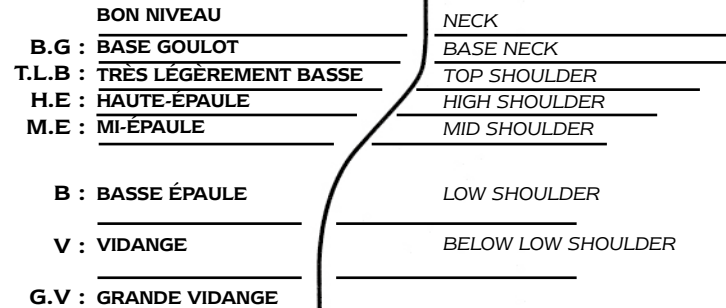 BON NIVEAU NECK
B.G : BASE GOULOT BASE NECK
T.L.B : TRÈS LÉGÈREMENT BASSE TOP SHOULDER
H.E : HAUTE-ÉPAULE HIGH SHOULDER
M.E : MI-ÉPAULE MID SHOULDER
B : BASSE ÉPAULE LOW SHOULDER
V : VIDANGE BELOW LOW SHOULDER
G.V : GRANDE VIDANGE